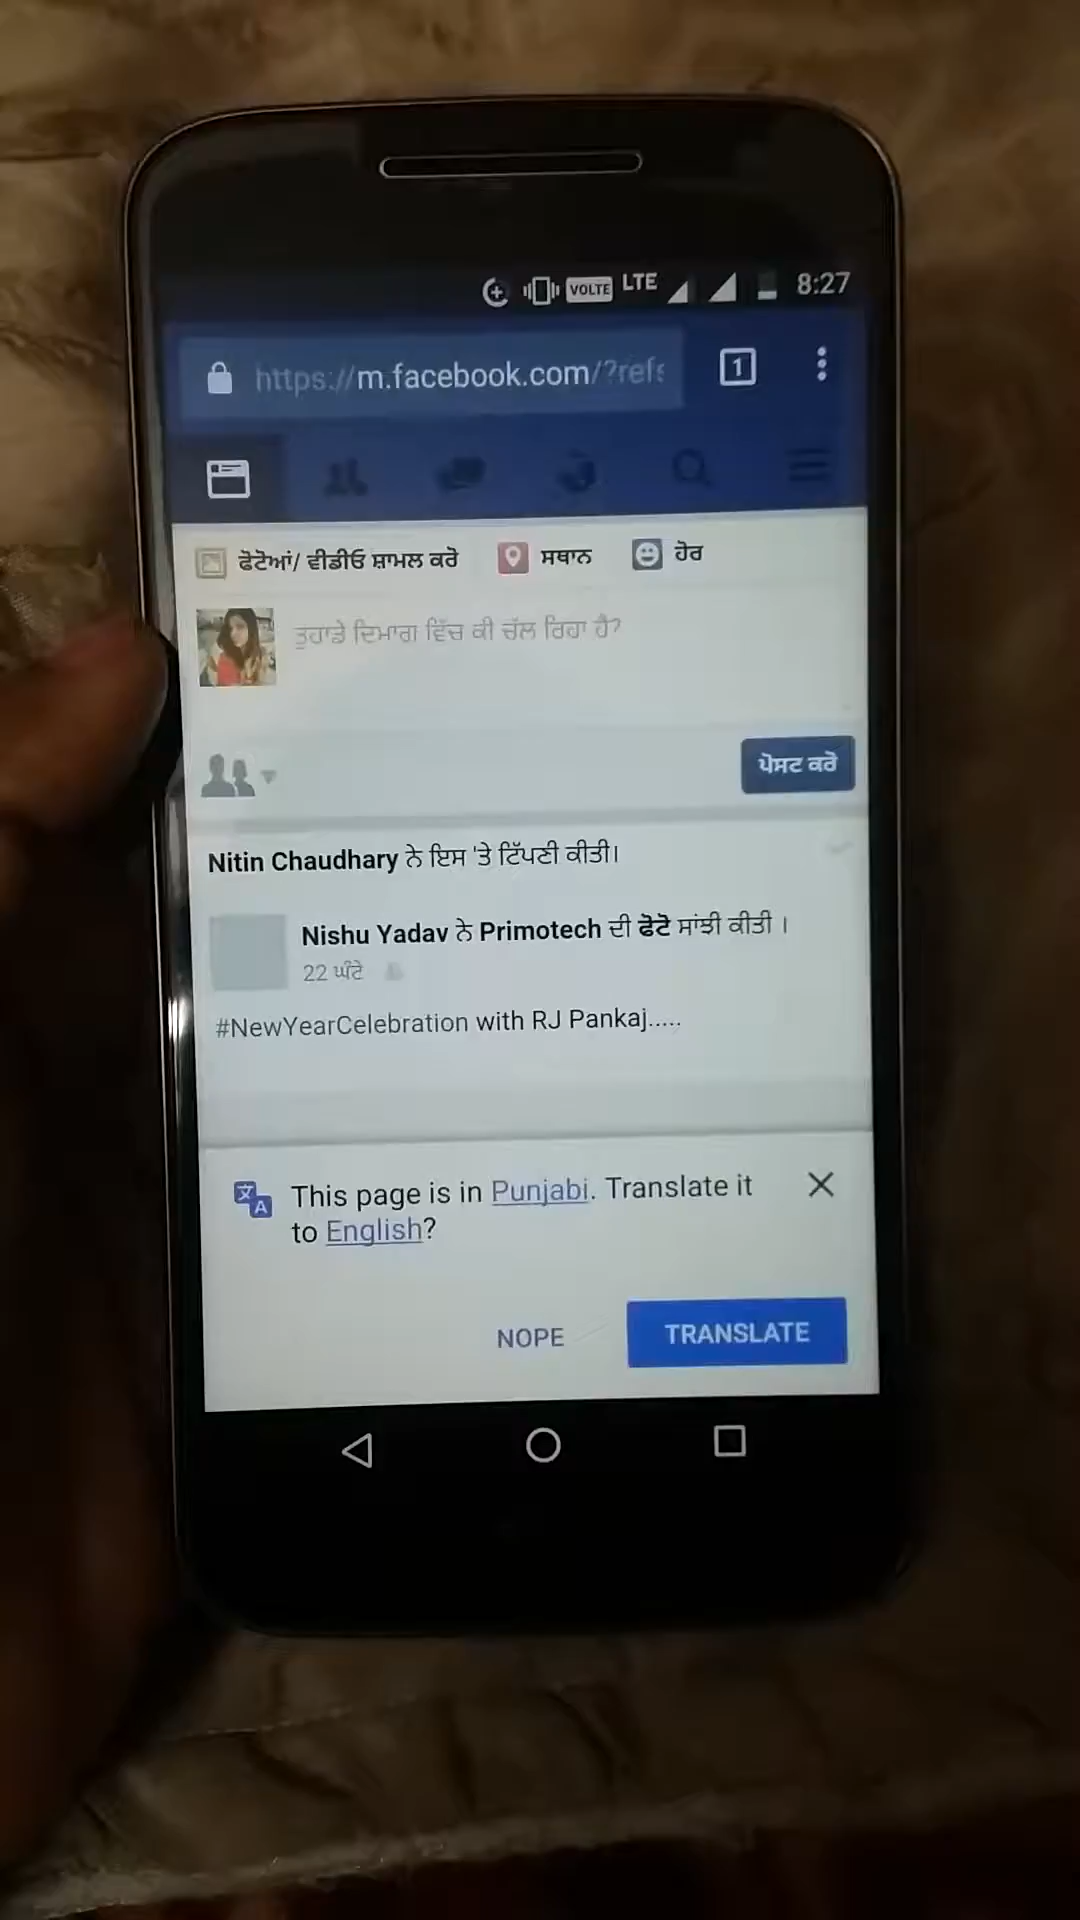 VOLTE LTE 8:27
https://m.facebook.com/?refs
1
ਫੋਟੋਆਂ/ ਵੀਡੀਓ ਸ਼ਾਮਲ ਕਰੋ ਸਥਾਨ ਹੋਰ
ਤੁਹਾਡੇ ਦਿਮਾਗ ਵਿੱਚ ਕੀ ਚੱਲ ਰਿਹਾ ਹੈ?
ਪੋਸਟ ਕਰੋ
Nitin Chaudhary ਨੇ ਇਸ 'ਤੇ ਟਿੱਪਣੀ ਕੀਤੀ।
Nishu Yadav ਨੇ Primotech ਦੀ ਫੋਟੋ ਸਾਂਝੀ ਕੀਤੀ ।
22 ਘੰਟੇ
#NewYearCelebration with RJ Pankaj.....
This page is in Punjabi. Translate it
to English?
NOPE TRANSLATE